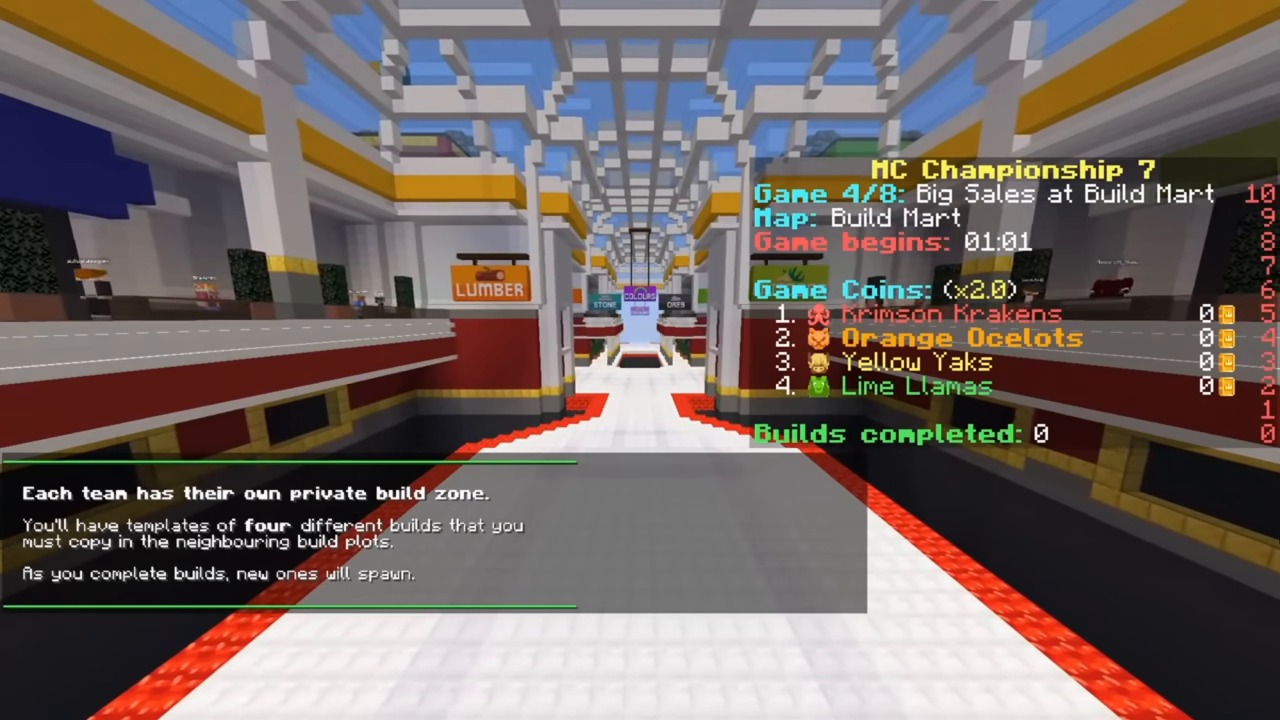 MC Championship 7
Game 4/8: Big Sales at Build Mart 10
Map: Build Mart 9
Game begins: 01:01 8
7
Game Coins: (x2.0) 6
1. Krimson Krakens 0 5
2. Orange Ocelots 0 4
3. Yellow Yaks 0 3
4. Lime Llamas 0 2
1
Builds completed: 0 0
LUMBER
STONE
COLOURS
ORES
Each team has their own private build zone.
You'll have templates of four different builds that you
must copy in the neighbouring build plots.
As you complete builds, new ones will spawn.